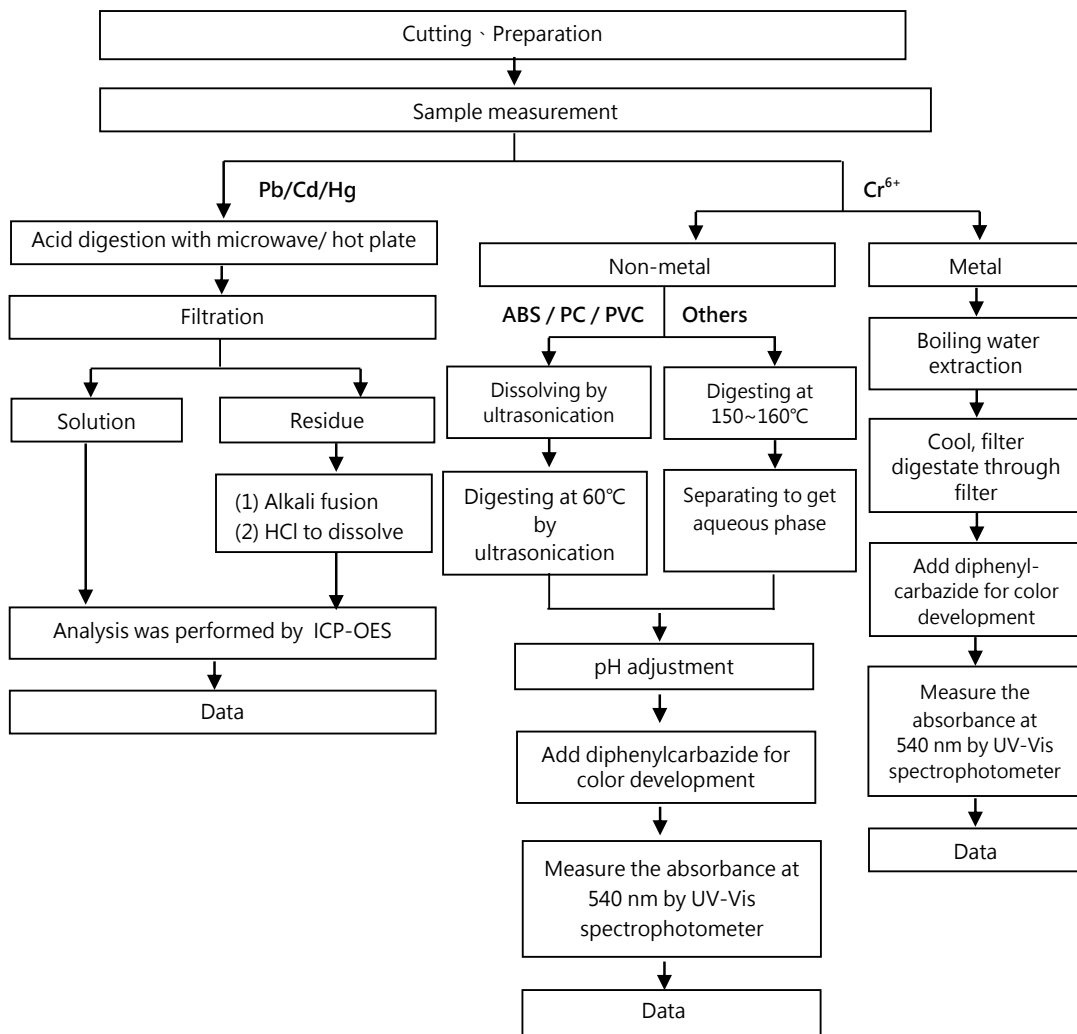 Cutting、Preparation
Sample measurement
Pb/Cd/Hg
Acid digestion with microwave/ hot plate
Filtration
Solution
Residue
(1) Alkali fusion
(2) HCl to dissolve
Analysis was performed by ICP-OES
Data
Cr⁶⁺
Non-metal
ABS / PC / PVC
Others
Dissolving by
ultrasonication
Digesting at
150~160℃
Digesting at 60℃
by
ultrasonication
Separating to get
aqueous phase
pH adjustment
Add diphenylcarbazide for
color development
Measure the absorbance at
540 nm by UV-Vis
spectrophotometer
Data
Metal
Boiling water
extraction
Cool, filter
digestate through
filter
Add diphenyl-
carbazide for color
development
Measure the
absorbance at
540 nm by UV-Vis
spectrophotometer
Data